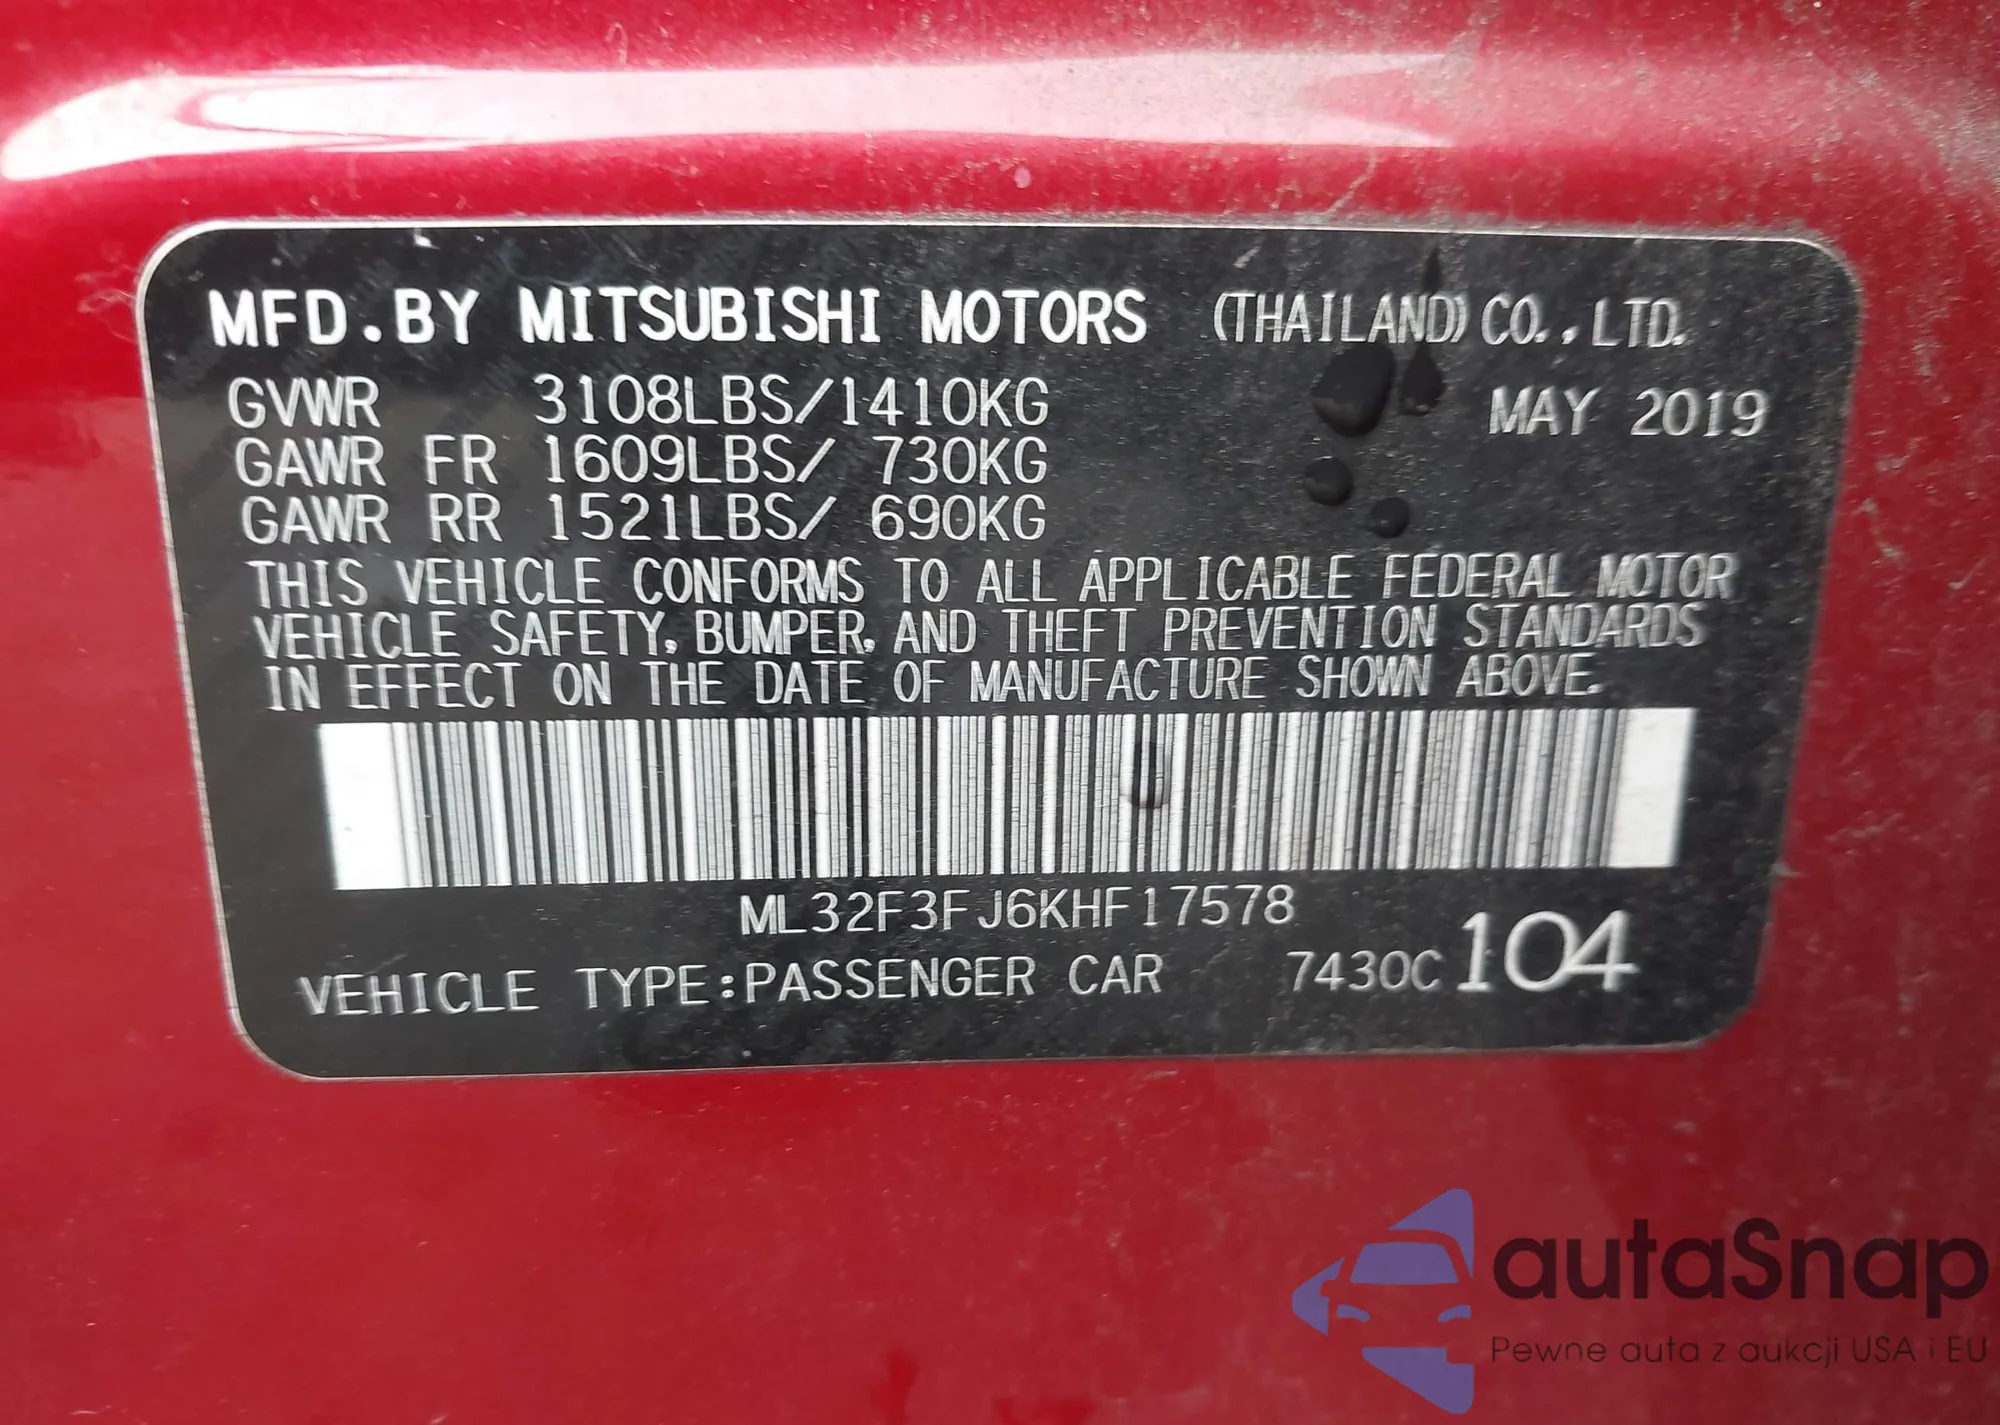 MFD.BY MITSUBISHI MOTORS (THAILAND) CO.,LTD.
GVWR 3108LBS/1410KG MAY 2019
GAWR FR 1609LBS/ 730KG
GAWR RR 1521LBS/ 690KG
THIS VEHICLE CONFORMS TO ALL APPLICABLE FEDERAL MOTOR
VEHICLE SAFETY, BUMPER, AND THEFT PREVENTION STANDARDS
IN EFFECT ON THE DATE OF MANUFACTURE SHOWN ABOVE.
ML32F3FJ6KHF17578
VEHICLE TYPE:PASSENGER CAR 7430C 104
autaSnap
Pewne auta z aukcji USA i EU